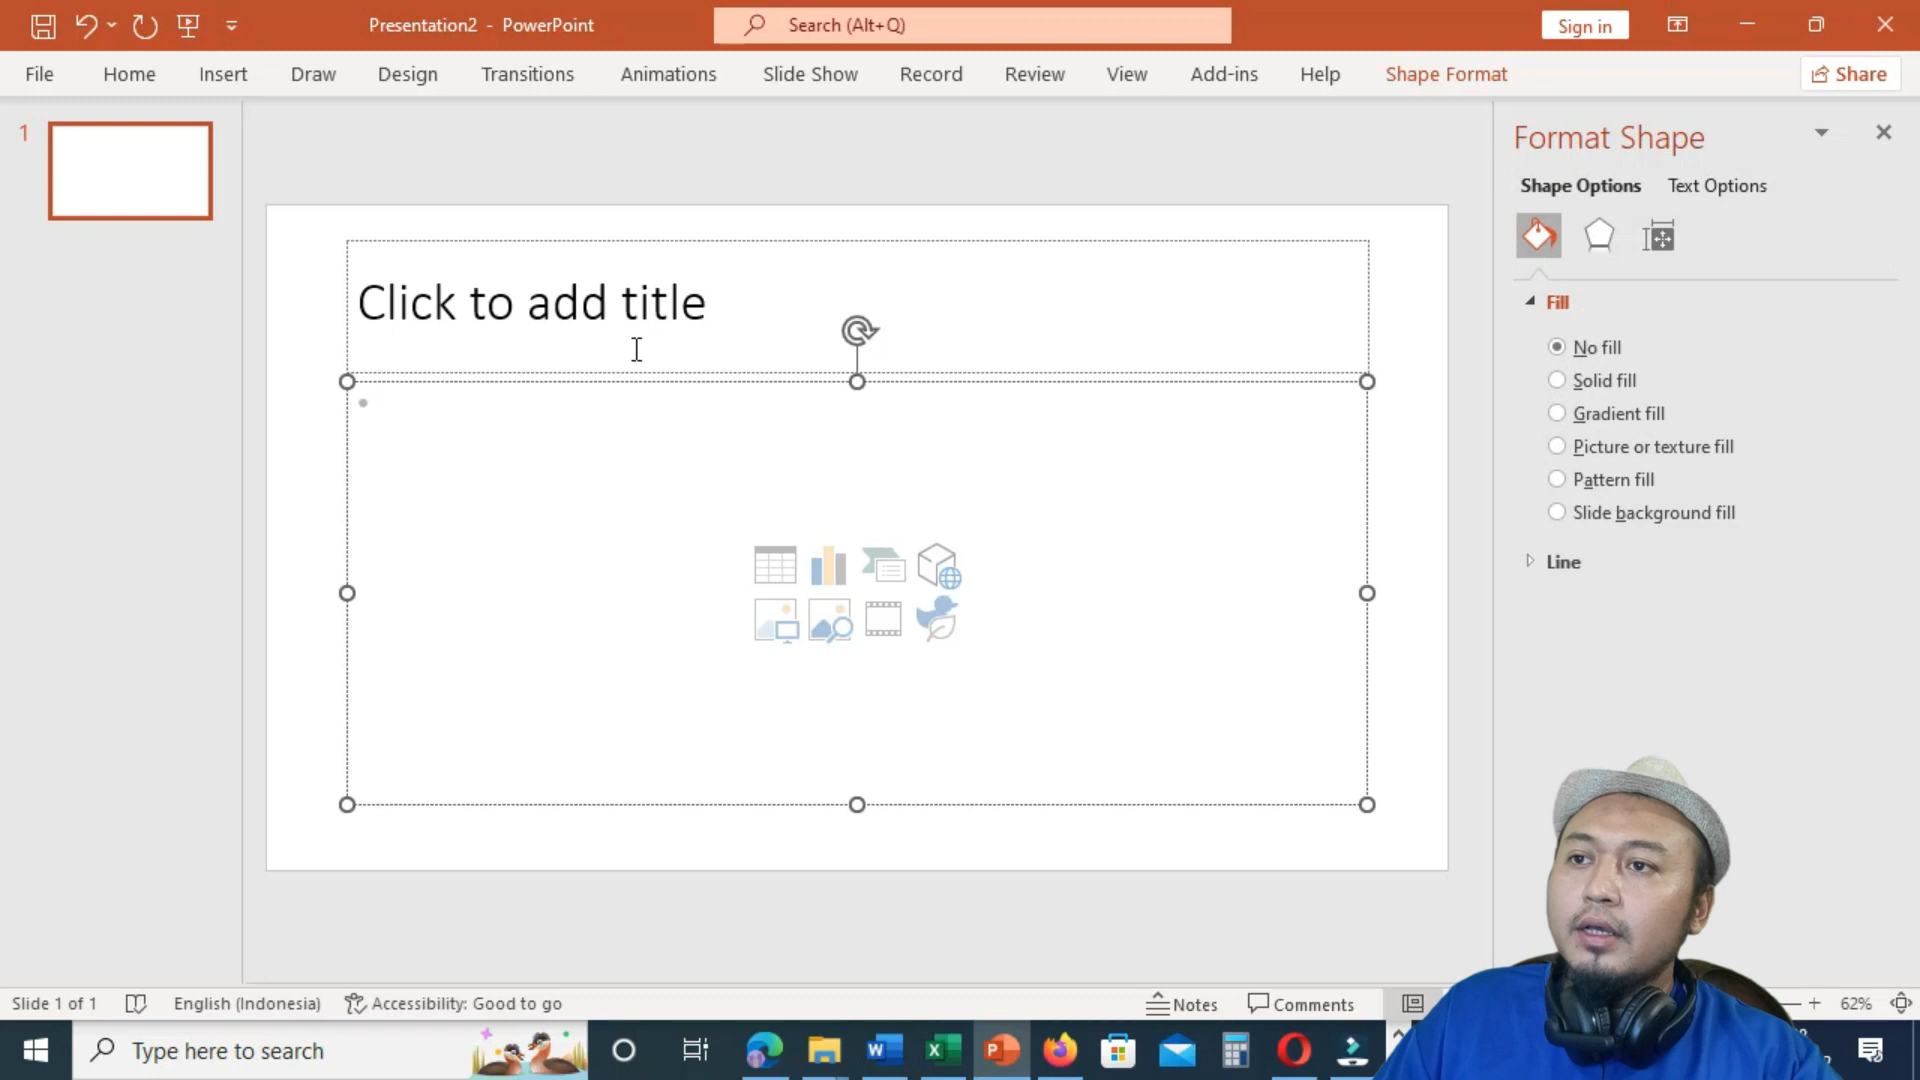 Presentation2 - PowerPoint
Search (Alt+Q)
Sign in
File Home Insert Draw Design Transitions Animations Slide Show Record Review View Add-ins Help Shape Format
Share
1
Format Shape
Shape Options Text Options
Click to add title
Fill
No fill
Solid fill
Gradient fill
Picture or texture fill
Pattern fill
Slide background fill
Line
Slide 1 of 1 English (Indonesia) Accessibility: Good to go Notes Comments 62%
Type here to search